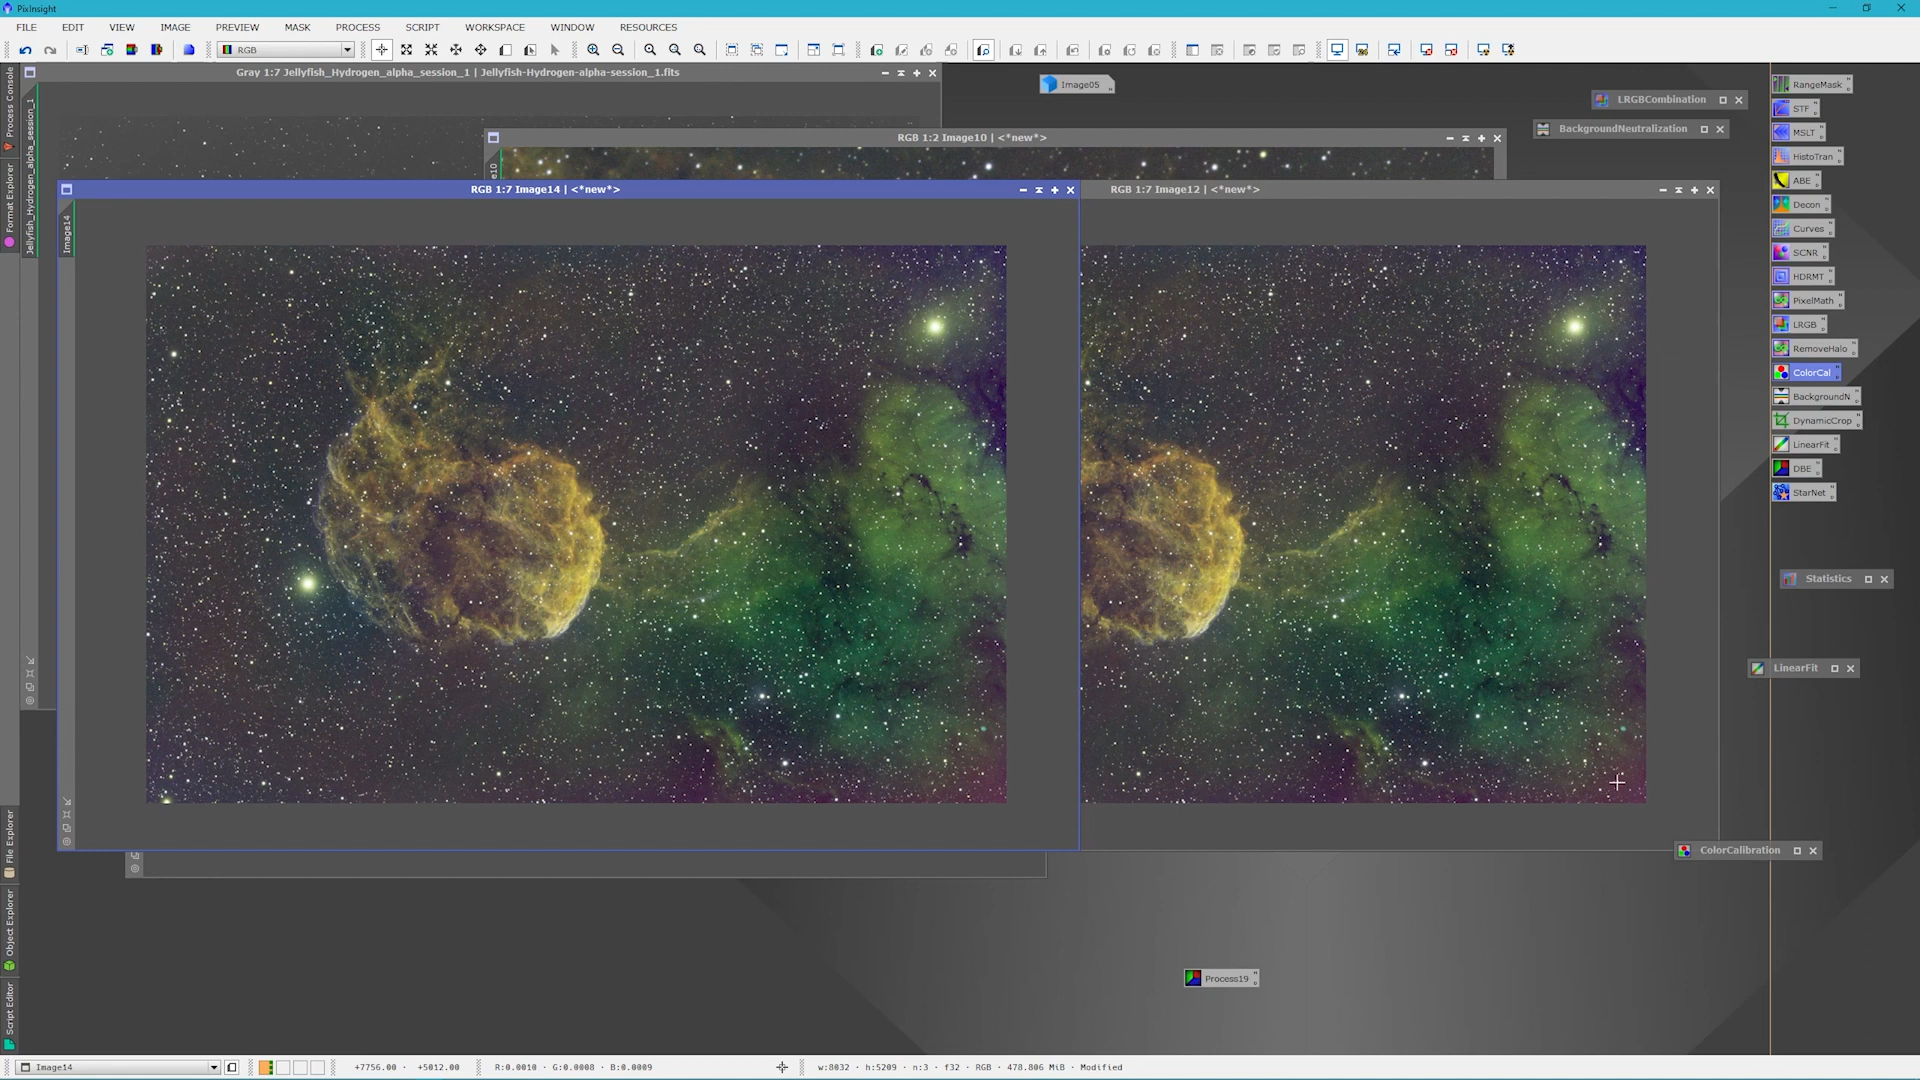 PixInsight
FILE EDIT VIEW IMAGE PREVIEW MASK PROCESS SCRIPT WORKSPACE WINDOW RESOURCES
RGB
Process Console
Format Explorer
File Explorer
Object Explorer
Script Editor
Gray 1:7 Jellyfish_Hydrogen_alpha_session_1 | Jellyfish-Hydrogen-alpha-session_1.fits
Jellyfish_Hydrogen_alpha_session_1
Image05
LRGBCombination
BackgroundNeutralization
RGB 1:2 Image10 | <*new*>
RGB 1:7 Image14 | <*new*>
Image14
RGB 1:7 Image12 | <*new*>
RangeMask
STF
MSLT
HistoTran
ABE
Decon
Curves
SCNR
HDRMT
PixelMath
LRGB
RemoveHalo
ColorCal
BackgroundN
DynamicCrop
LinearFit
DBE
StarNet
Statistics
LinearFit
ColorCalibration
Process19
Image14
+7756.00 · +5012.00
R:0.0010 · G:0.0008 · B:0.0009
w:8032 · h:5209 · n:3 · f32 · RGB · 478.806 MiB · Modified